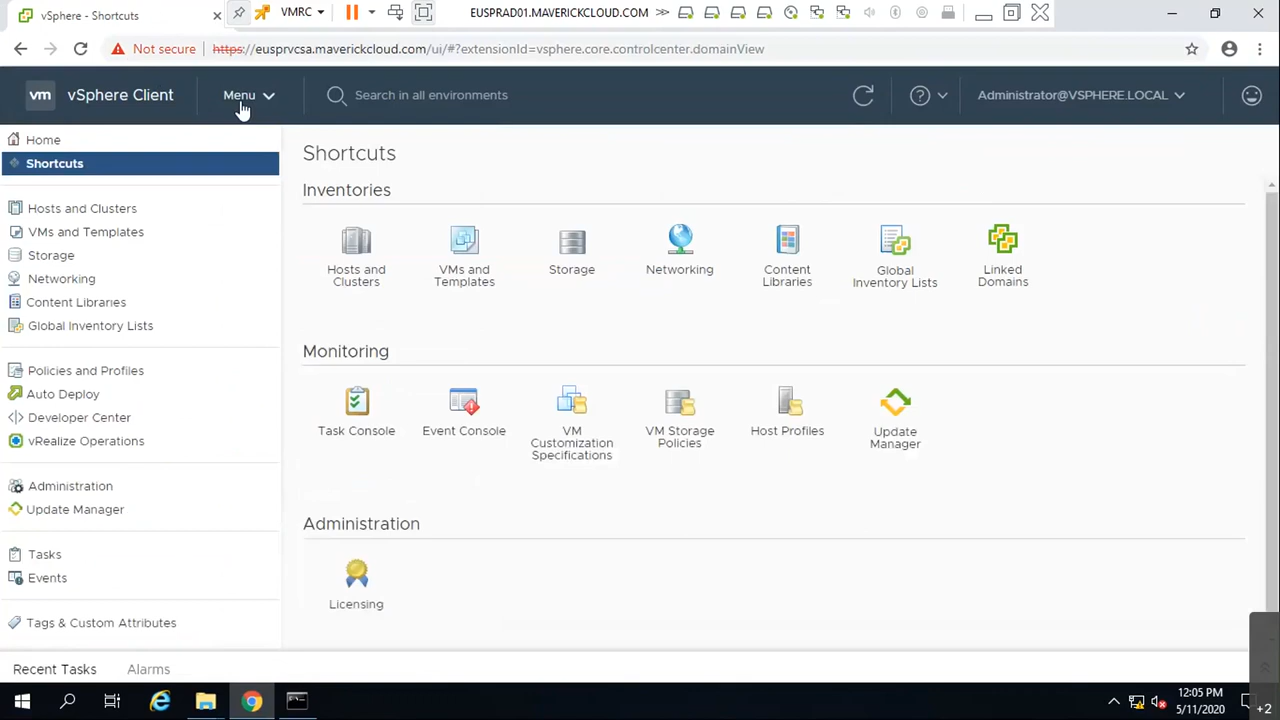 vSphere - Shortcuts
VMRC
EUSPRAD01.MAVERICKCLOUD.COM
Not secure
https://eusprvcsa.maverickcloud.com/ui/#?extensionId=vsphere.core.controlcenter.domainView
vm
vSphere Client
Menu
Search in all environments
Administrator@VSPHERE.LOCAL
Home
Shortcuts
Hosts and Clusters
VMs and Templates
Storage
Networking
Content Libraries
Global Inventory Lists
Policies and Profiles
Auto Deploy
Developer Center
vRealize Operations
Administration
Update Manager
Tasks
Events
Tags & Custom Attributes
Shortcuts
Inventories
Hosts and
Clusters
VMs and
Templates
Storage
Networking
Content
Libraries
Global
Inventory Lists
Linked
Domains
Monitoring
Task Console
Event Console
VM
Customization
Specifications
VM Storage
Policies
Host Profiles
Update
Manager
Administration
Licensing
Recent Tasks
Alarms
12:05 PM
5/11/2020
+2